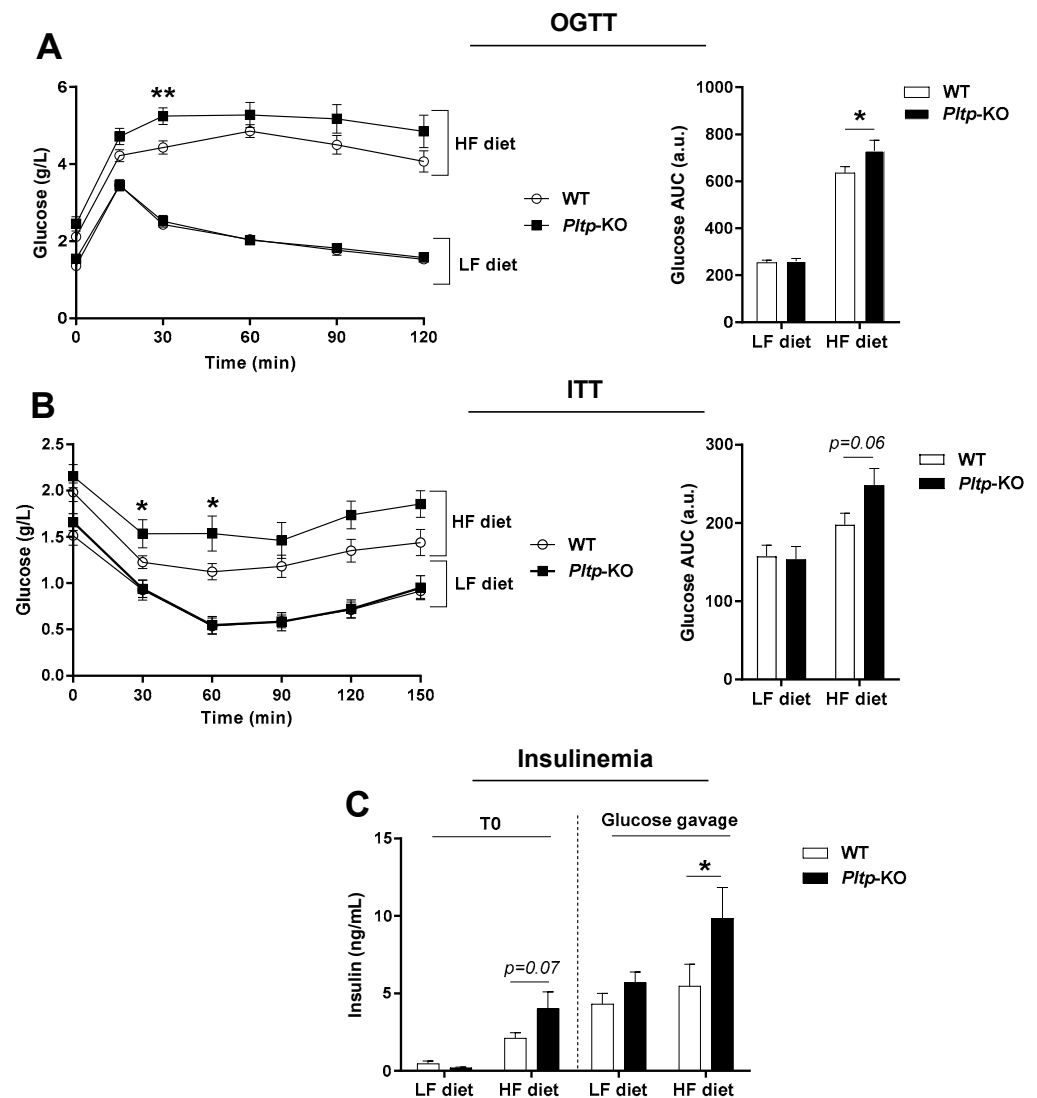 OGTT
A
Glucose (g/L)
6
4
2
0
**
HF diet
LF diet
WT
Pltp-KO
0 30 60 90 120
Time (min)
Glucose AUC (a.u.)
1000
800
600
400
200
0
*
LF diet HF diet
WT
Pltp-KO
ITT
B
Glucose (g/L)
2.5
2.0
1.5
1.0
0.5
0.0
* *
HF diet
LF diet
WT
Pltp-KO
0 30 60 90 120 150
Time (min)
Glucose AUC (a.u.)
300
200
100
0
p=0.06
LF diet HF diet
WT
Pltp-KO
Insulinemia
C
T0 Glucose gavage
Insulin (ng/mL)
15
10
5
0
p=0.07
*
LF diet HF diet LF diet HF diet
WT
Pltp-KO